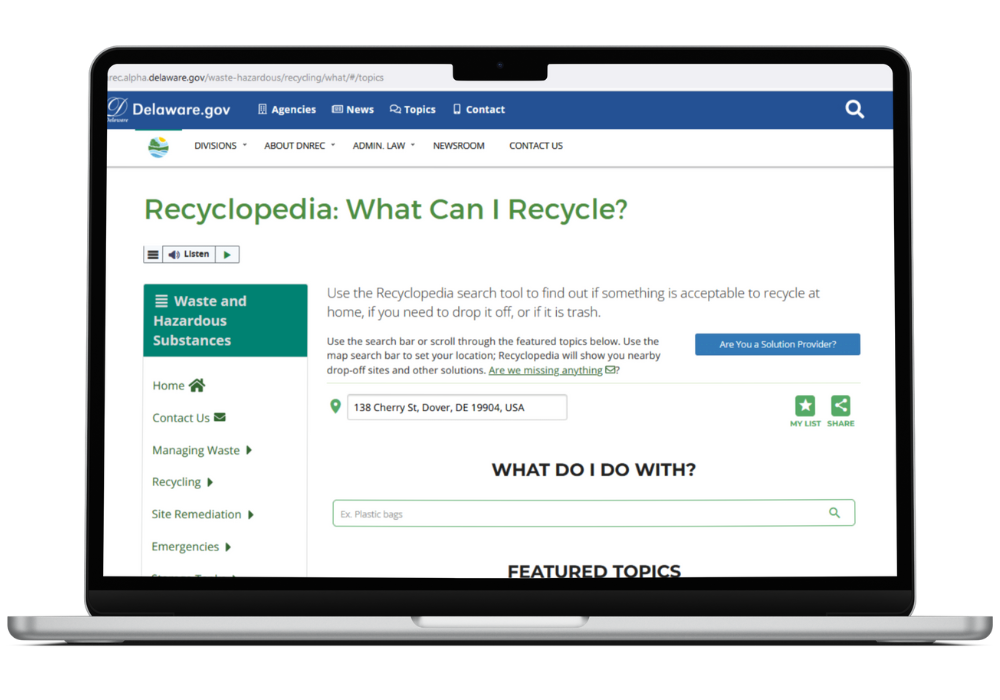 rec.alpha.delaware.gov/waste-hazardous/recycling/what/#/topics
Delaware.gov
Agencies
News
Topics
Contact
DIVISIONS
ABOUT DNREC
ADMIN. LAW
NEWSROOM
CONTACT US
Recyclopedia: What Can I Recycle?
Listen
Waste and
Hazardous
Substances
Home
Contact Us
Managing Waste
Recycling
Site Remediation
Emergencies
Use the Recyclopedia search tool to find out if something is acceptable to recycle at
home, if you need to drop it off, or if it is trash.
Use the search bar or scroll through the featured topics below. Use the
map search bar to set your location; Recyclopedia will show you nearby
drop-off sites and other solutions. Are we missing anything?
Are You a Solution Provider?
138 Cherry St, Dover, DE 19904, USA
MY LIST
SHARE
WHAT DO I DO WITH?
Ex. Plastic bags
FEATURED TOPICS